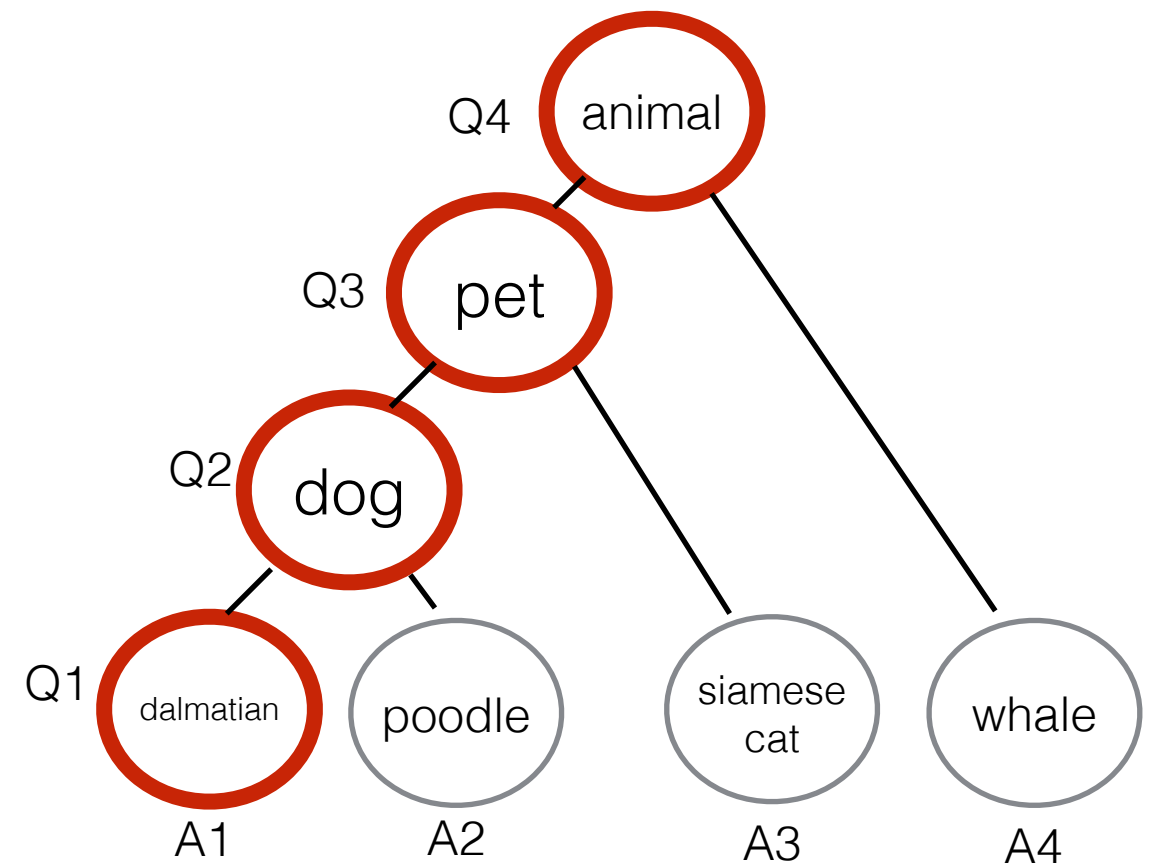 Q4
animal
Q3
pet
Q2
dog
Q1
dalmatian
poodle
siamese
cat
whale
A1
A2
A3
A4